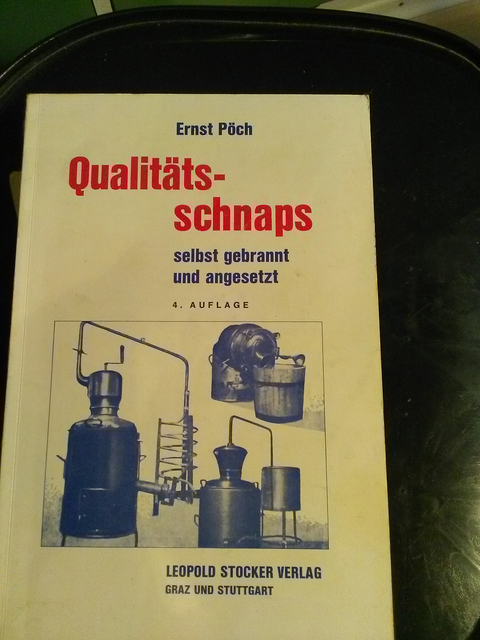 Ernst Pöch
Qualitäts-
schnaps
selbst gebrannt
und angesetzt
4. AUFLAGE
LEOPOLD STOCKER VERLAG
GRAZ UND STUTTGART